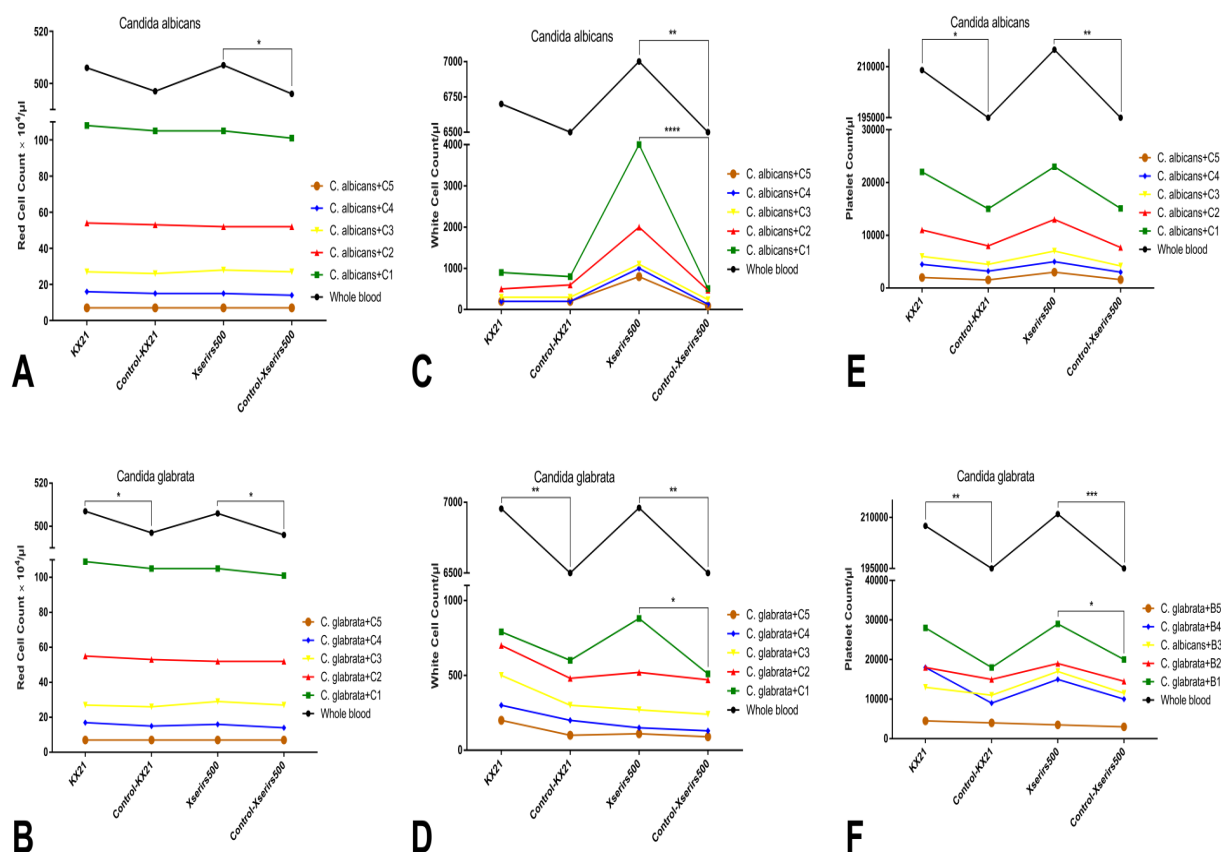 Candida albicans
Red Cell Count × 10⁴/µl
520
500
100
80
60
40
20
0
*
C. albicans+C5
C. albicans+C4
C. albicans+C3
C. albicans+C2
C. albicans+C1
Whole blood
KX21
Control-KX21
Xserirs500
Control-Xserirs500
A
Candida albicans
White Cell Count/µl
7000
6750
6500
4000
3000
2000
1000
0
**
****
C. albicans+C5
C. albicans+C4
C. albicans+C3
C. albicans+C2
C. albicans+C1
Whole blood
KX21
Control-KX21
Xserirs500
Control-Xserirs500
C
Candida albicans
Platelet Count/µl
210000
195000
30000
20000
10000
0
*
**
C. albicans+C5
C. albicans+C4
C. albicans+C3
C. albicans+C2
C. albicans+C1
Whole blood
KX21
Control-KX21
Xserirs500
Control-Xserirs500
E
Candida glabrata
Red Cell Count × 10⁴/µl
520
500
100
80
60
40
20
0
*
*
C. glabrata+C5
C. glabrata+C4
C. glabrata+C3
C. glabrata+C2
C. glabrata+C1
Whole blood
KX21
Control-KX21
Xserirs500
Control-Xserirs500
B
Candida glabrata
White Cell Count/µl
7000
6500
1000
500
0
**
**
*
C. glabrata+C5
C. glabrata+C4
C. glabrata+C3
C. glabrata+C2
C. glabrata+C1
Whole blood
KX21
Control-KX21
Xserirs500
Control-Xserirs500
D
Candida glabrata
Platelet Count/µl
210000
195000
40000
30000
20000
10000
0
**
***
*
C. glabrata+B5
C. glabrata+B4
C. albicans+B3
C. glabrata+B2
C. glabrata+B1
Whole blood
KX21
Control-KX21
Xserirs500
Control-Xserirs500
F